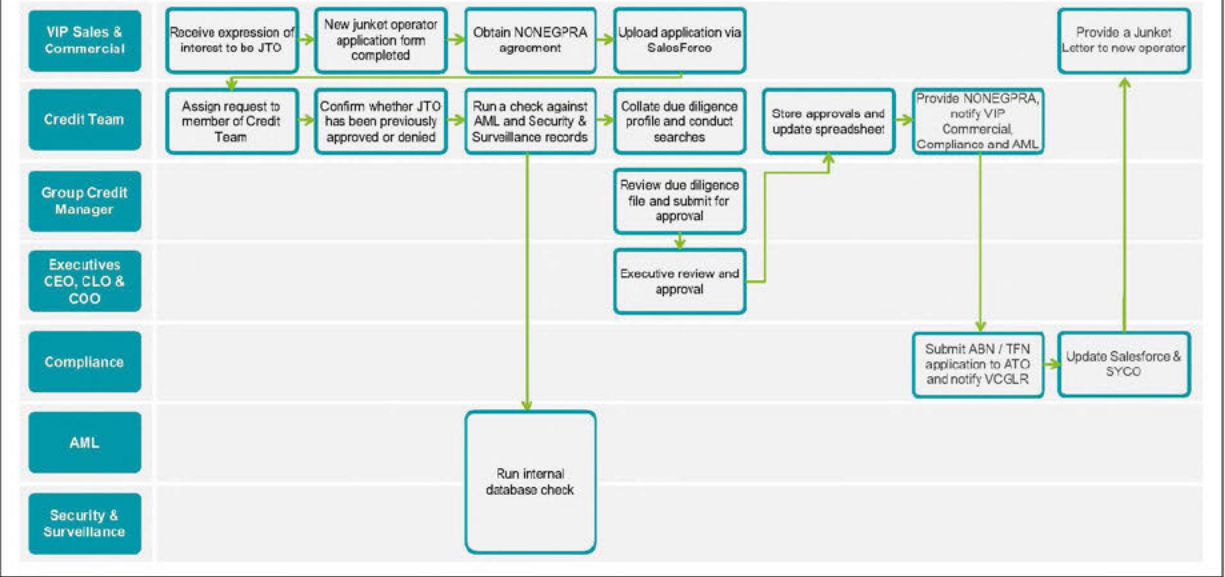 VIP Sales &
Commercial
Receive expression of
interest to be JTO
New junket operator
application form
completed
Obtain NONEGPRA
agreement
Upload application via
SalesForce
Provide a Junket
Letter to new operator
Credit Team
Assign request to
member of Credit
Team
Confirm whether JTO
has been previously
approved or denied
Run a check against
AML and Security &
Surveillance records
Collate due diligence
profile and conduct
searches
Store approvals and
update spreadsheet
Provide NONEGPRA,
notify VIP
Commercial,
Compliance and AML
Group Credit
Manager
Review due diligence
file and submit for
approval
Executives
CEO, CLO &
COO
Executive review and
approval
Compliance
Submit ABN / TFN
application to ATO
and notify VCGLR
Update Salesforce &
SYCO
AML
Run internal
database check
Security &
Surveillance